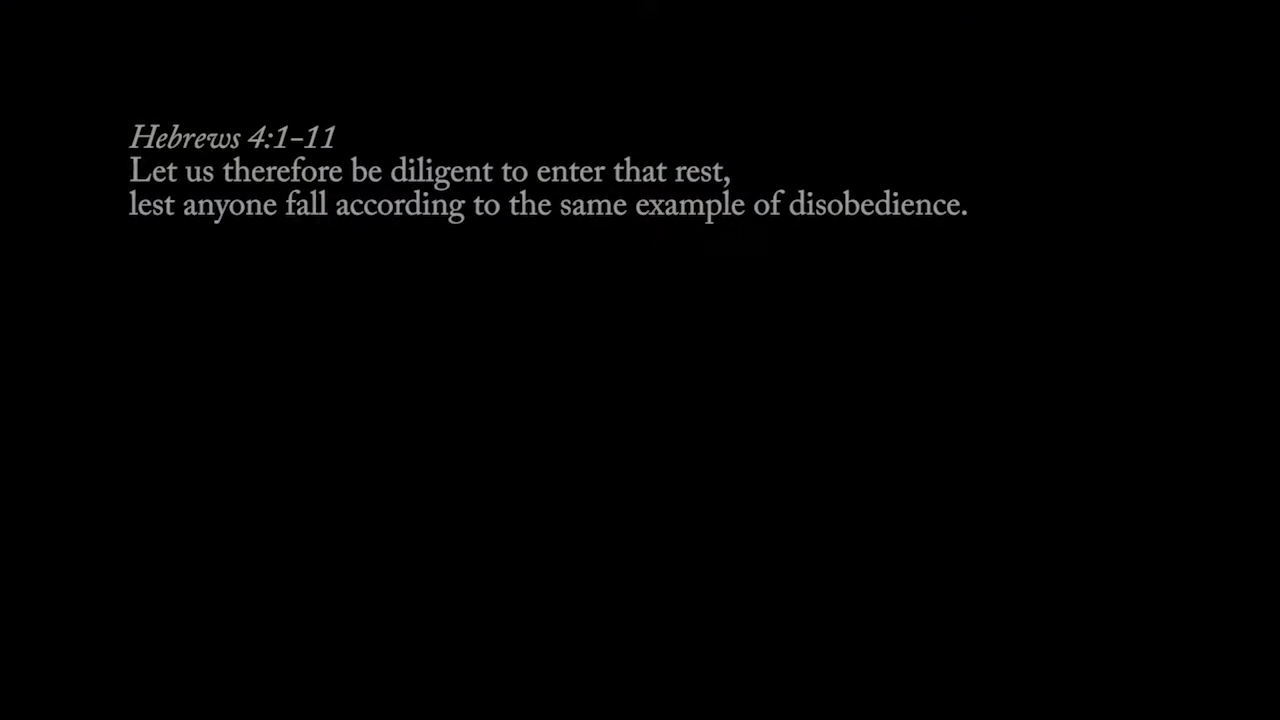 Hebrews 4:1-11
Let us therefore be diligent to enter that rest,
lest anyone fall according to the same example of disobedience.